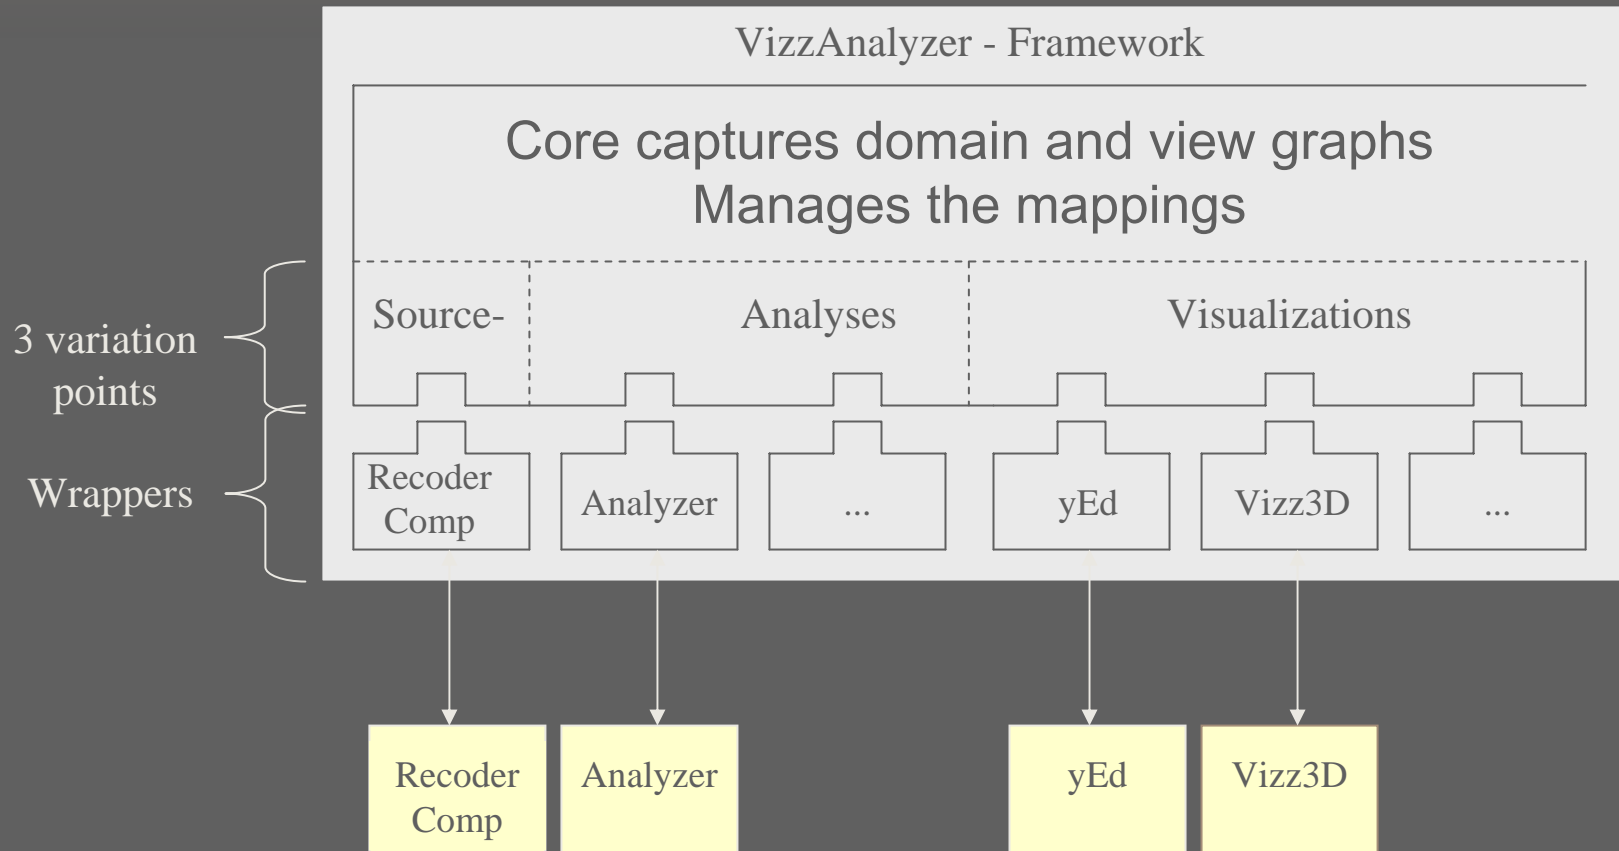 VizzAnalyzer - Framework
Core captures domain and view graphs
Manages the mappings
3 variation
points
Source-
Analyses
Visualizations
Wrappers
Recoder
Comp
Analyzer
...
yEd
Vizz3D
...
Recoder
Comp
Analyzer
yEd
Vizz3D